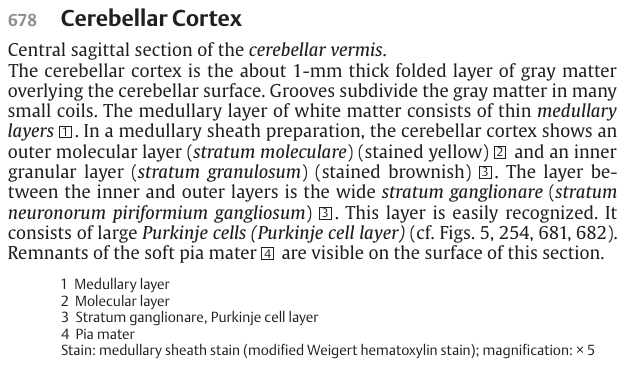 678 Cerebellar Cortex
Central sagittal section of the cerebellar vermis.
The cerebellar cortex is the about 1-mm thick folded layer of gray matter
overlying the cerebellar surface. Grooves subdivide the gray matter in many
small coils. The medullary layer of white matter consists of thin medullary
layers 1. In a medullary sheath preparation, the cerebellar cortex shows an
outer molecular layer (stratum moleculare) (stained yellow) 2 and an inner
granular layer (stratum granulosum) (stained brownish) 3. The layer be-
tween the inner and outer layers is the wide stratum ganglionare (stratum
neuronorum piriformium gangliosum) 3. This layer is easily recognized. It
consists of large Purkinje cells (Purkinje cell layer) (cf. Figs. 5, 254, 681, 682).
Remnants of the soft pia mater 4 are visible on the surface of this section.
1 Medullary layer
2 Molecular layer
3 Stratum ganglionare, Purkinje cell layer
4 Pia mater
Stain: medullary sheath stain (modified Weigert hematoxylin stain); magnification: × 5